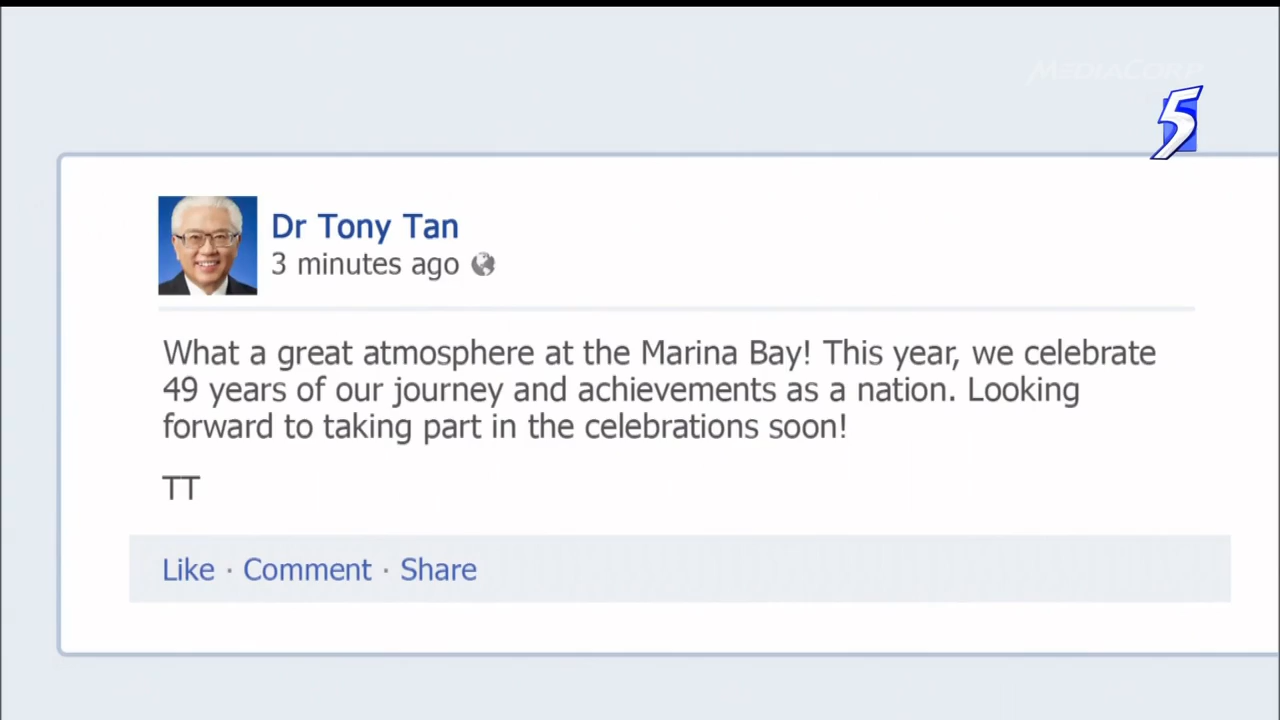 MEDIACORP
5
Dr Tony Tan
3 minutes ago
What a great atmosphere at the Marina Bay! This year, we celebrate
49 years of our journey and achievements as a nation. Looking
forward to taking part in the celebrations soon!
TT
Like · Comment · Share